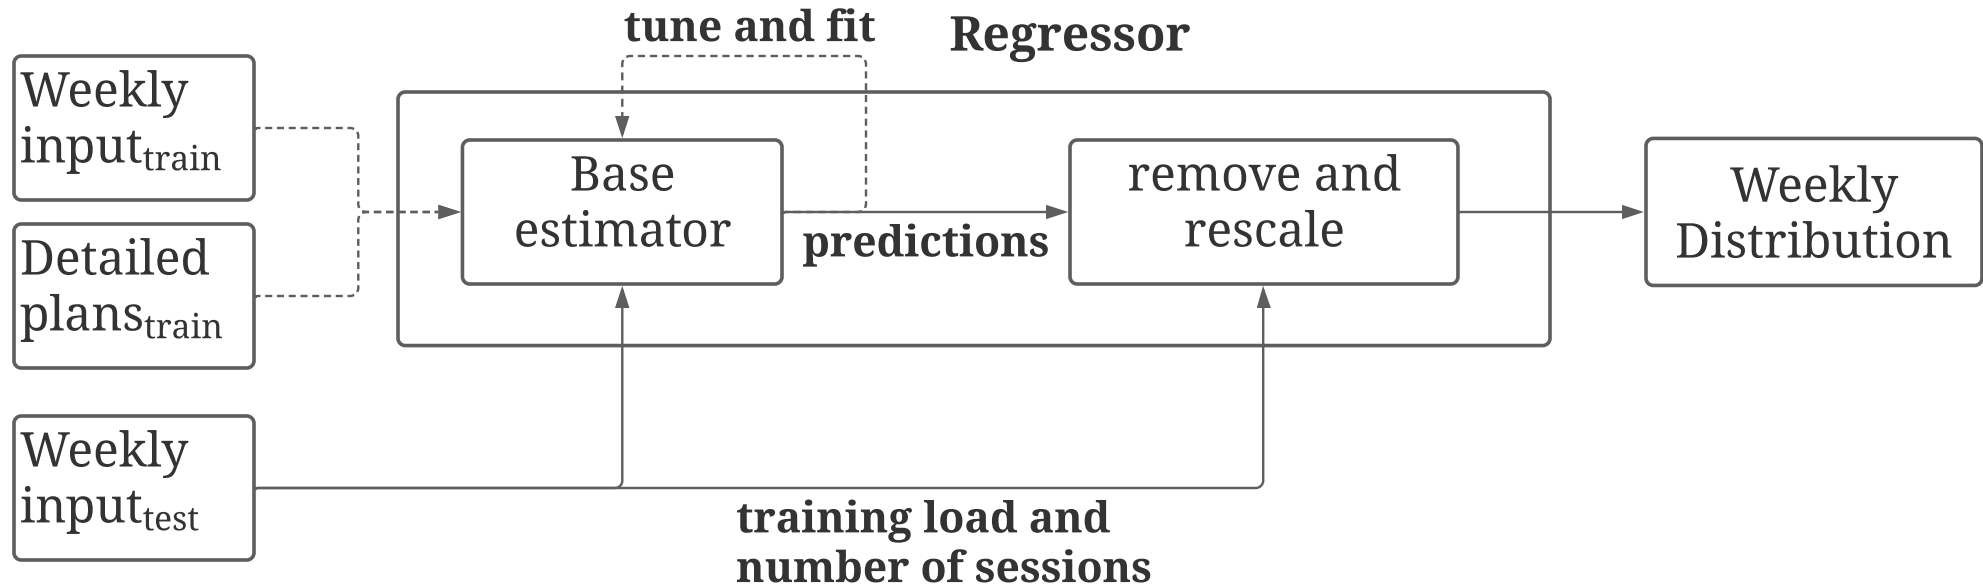 tune and fit
Regressor
Weekly
input_train
Detailed
plans_train
Base
estimator
predictions
remove and
rescale
Weekly
Distribution
Weekly
input_test
training load and
number of sessions